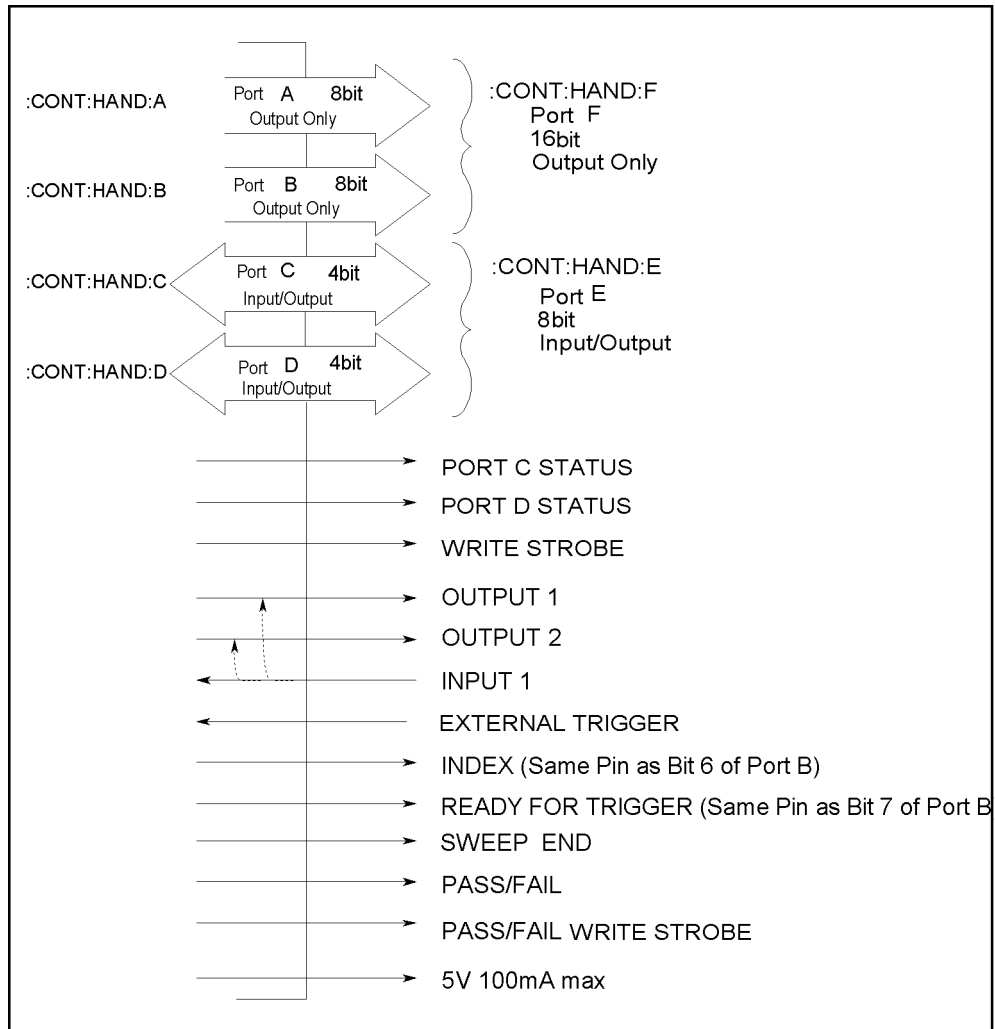 :CONT:HAND:A
Port A 8bit
Output Only
:CONT:HAND:F
Port F
16bit
Output Only
:CONT:HAND:B
Port B 8bit
Output Only
:CONT:HAND:C
Port C 4bit
Input/Output
:CONT:HAND:E
Port E
8bit
Input/Output
:CONT:HAND:D
Port D 4bit
Input/Output
PORT C STATUS
PORT D STATUS
WRITE STROBE
OUTPUT 1
OUTPUT 2
INPUT 1
EXTERNAL TRIGGER
INDEX (Same Pin as Bit 6 of Port B)
READY FOR TRIGGER (Same Pin as Bit 7 of Port B
SWEEP END
PASS/FAIL
PASS/FAIL WRITE STROBE
5V 100mA max